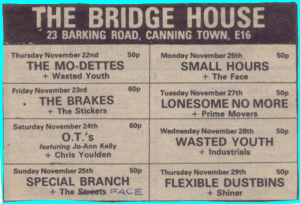 THE BRIDGE HOUSE
23 BARKING ROAD, CANNING TOWN, E16
Thursday November 22nd 50p
THE MO-DETTES
+ Wasted Youth
Friday November 23rd 60p
THE BRAKES
+ The Stickers
Saturday November 24th 60p
O.T.'s
featuring Jo-Ann Kelly
+ Chris Youlden
Sunday November 25th 50p
SPECIAL BRANCH
+ The Streets FACE
Monday November 26th 50p
SMALL HOURS
+ The Face
Tuesday November 27th 50p
LONESOME NO MORE
+ Prime Movers
Wednesday November 28th 50p
WASTED YOUTH
+ Industrials
Thursday November 29th 50p
FLEXIBLE DUSTBINS
+ Shiner